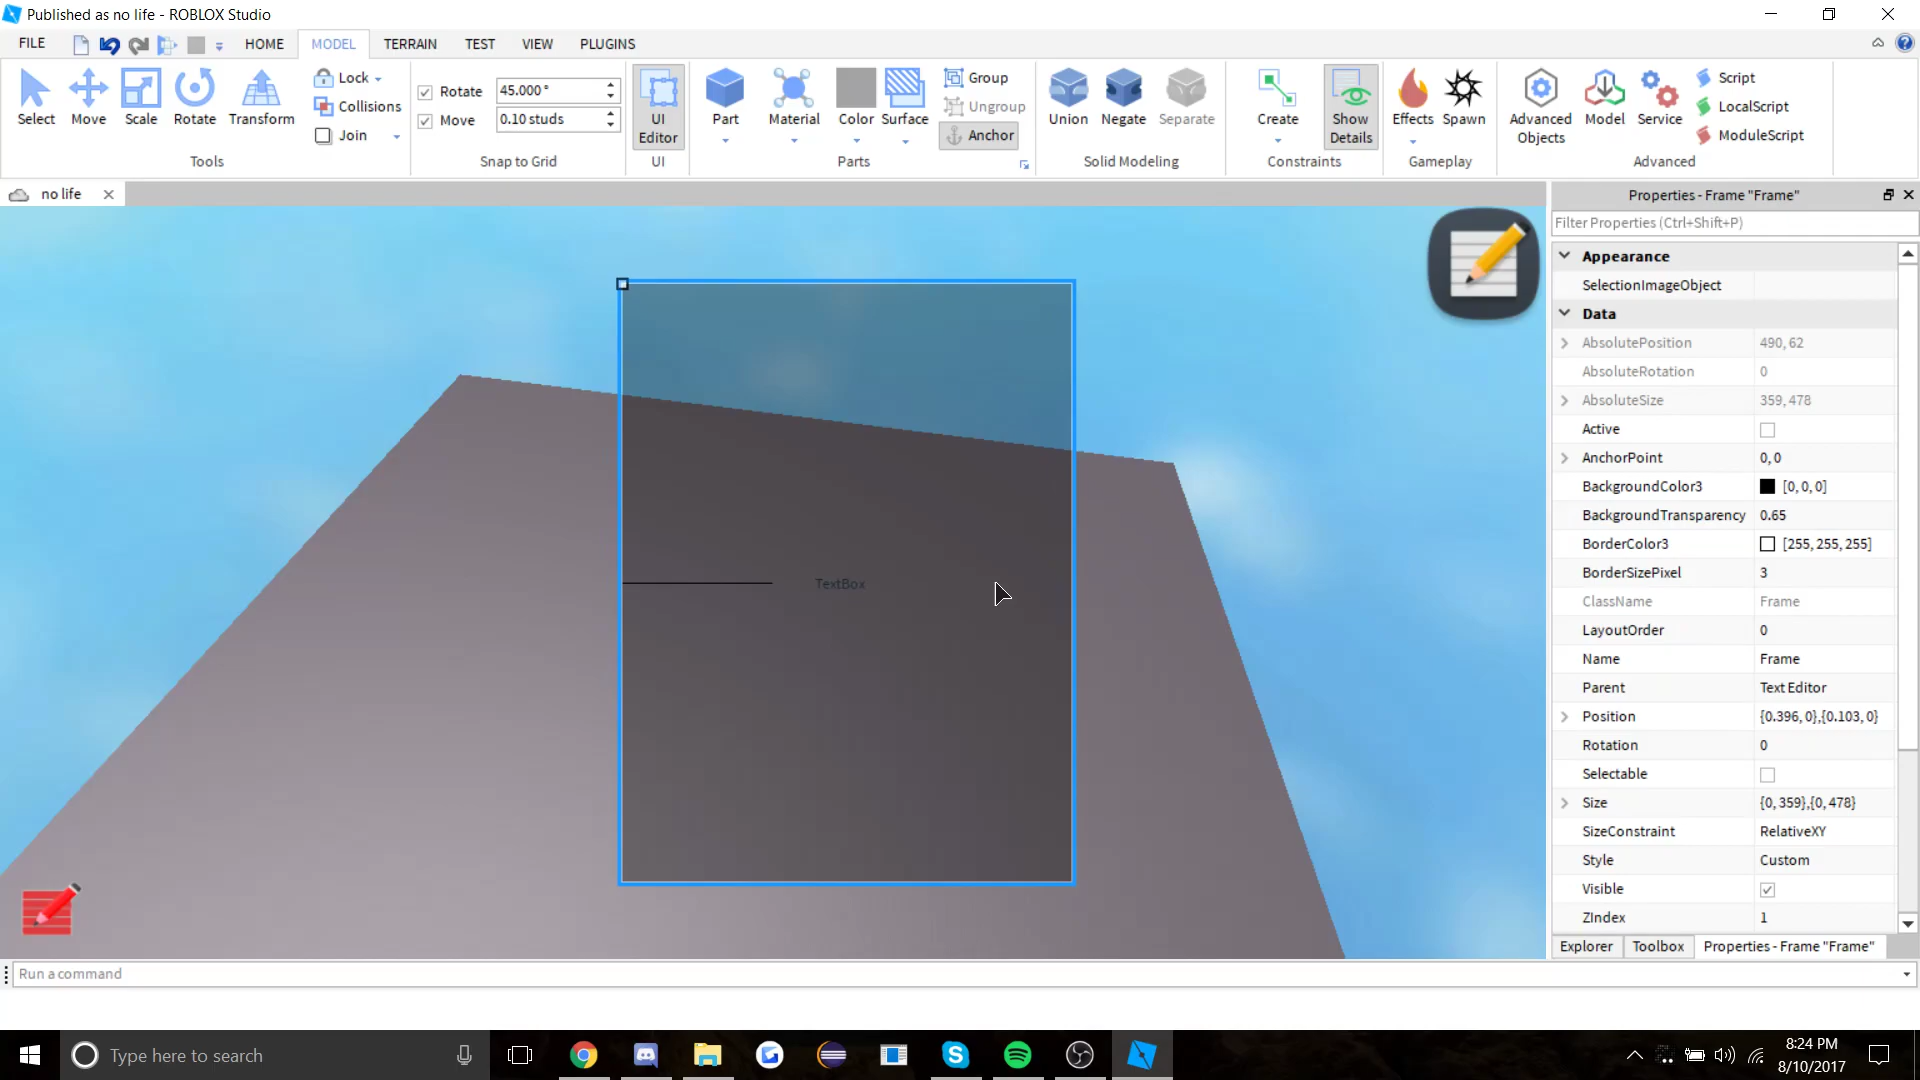 Published as no life - ROBLOX Studio
FILE HOME MODEL TERRAIN TEST VIEW PLUGINS
Select Move Scale Rotate Transform
Lock
Collisions
Join
Tools
Rotate 45.000 °
Move 0.10 studs
Snap to Grid
UI Editor
UI
Part Material Color Surface
Group
Ungroup
Anchor
Parts
Union Negate Separate
Solid Modeling
Create Show Details
Constraints
Effects Spawn
Gameplay
Advanced Objects Model Service
Script
LocalScript
ModuleScript
Advanced
no life
TextBox
Properties - Frame "Frame"
Filter Properties (Ctrl+Shift+P)
Appearance
SelectionImageObject
Data
AbsolutePosition 490, 62
AbsoluteRotation 0
AbsoluteSize 359, 478
Active
AnchorPoint 0, 0
BackgroundColor3 [0, 0, 0]
BackgroundTransparency 0.65
BorderColor3 [255, 255, 255]
BorderSizePixel 3
ClassName Frame
LayoutOrder 0
Name Frame
Parent Text Editor
Position {0.396, 0},{0.103, 0}
Rotation 0
Selectable
Size {0, 359},{0, 478}
SizeConstraint RelativeXY
Style Custom
Visible
ZIndex 1
Explorer Toolbox Properties - Frame "Frame"
Run a command
Type here to search
8:24 PM
8/10/2017